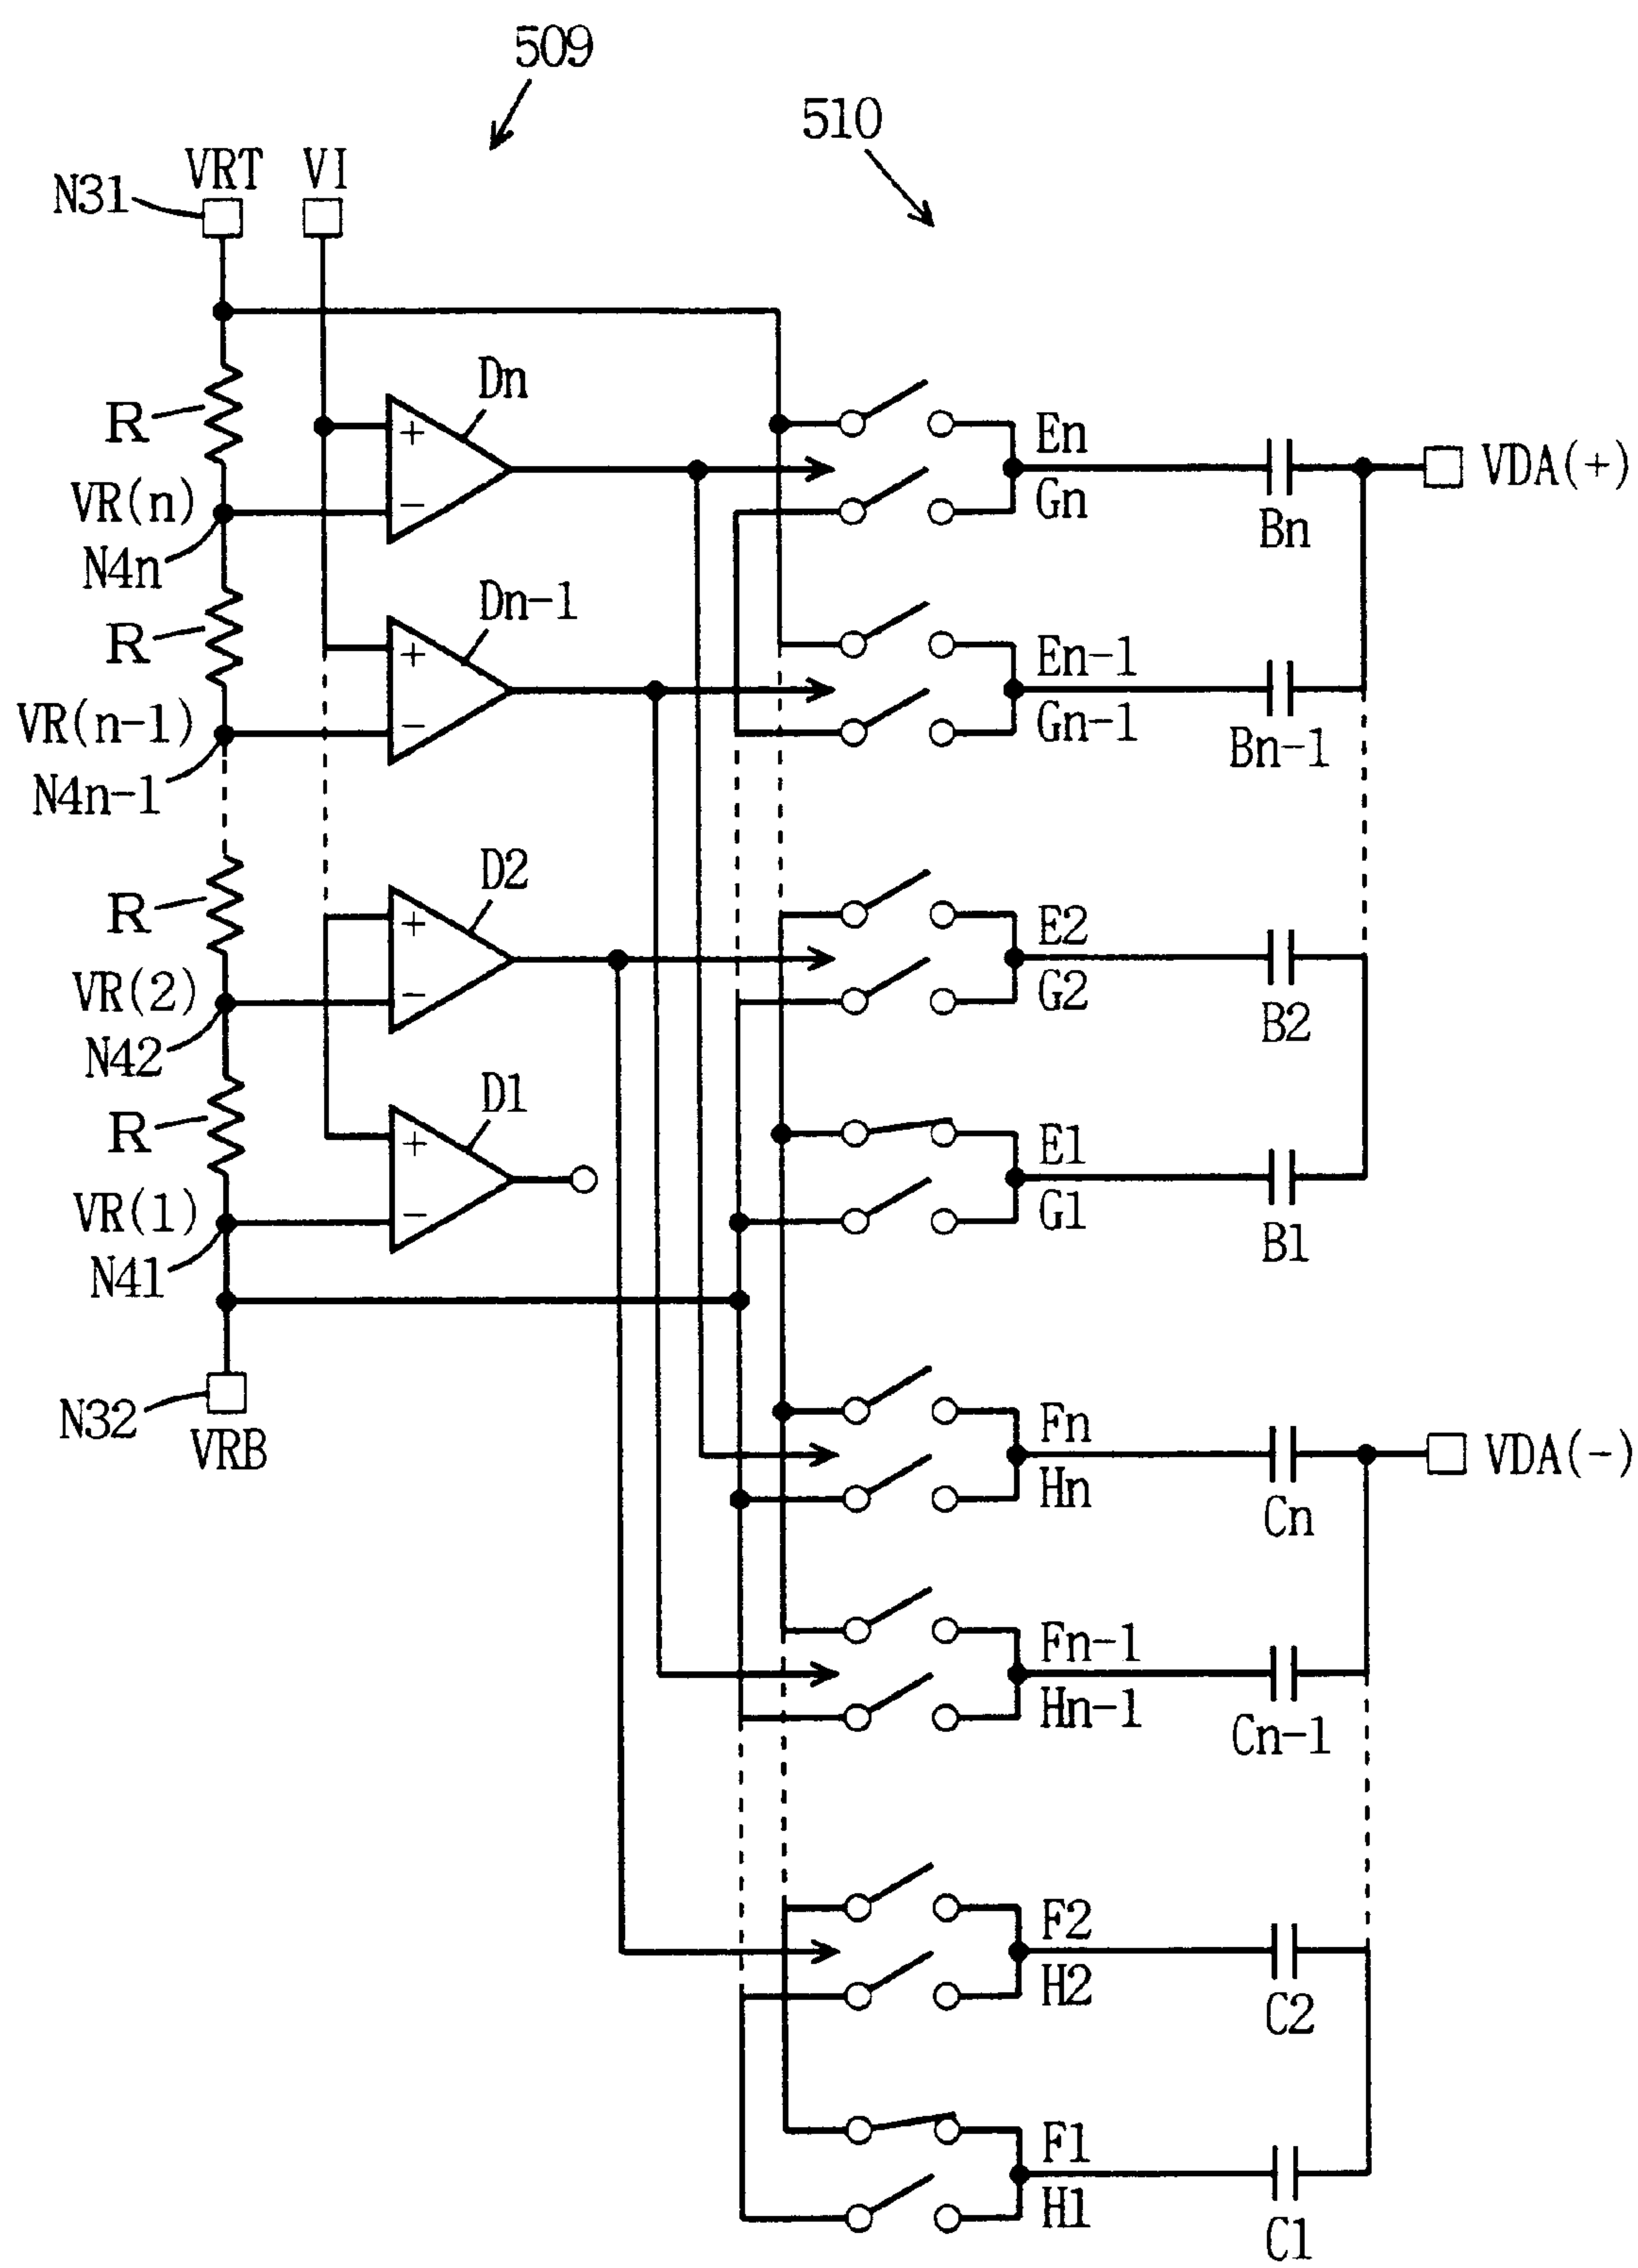 509
510
VRT
VI
N31
Dn
R
+
-
En
Gn
Bn
VDA(+)
VR(n)
N4n
Dn-1
R
+
-
En-1
Gn-1
Bn-1
VR(n-1)
N4n-1
D2
R
+
-
E2
G2
B2
VR(2)
N42
D1
R
+
-
E1
G1
B1
VR(1)
N41
N32
VRB
Fn
Hn
Cn
VDA(-)
Fn-1
Hn-1
Cn-1
F2
H2
C2
F1
H1
C1